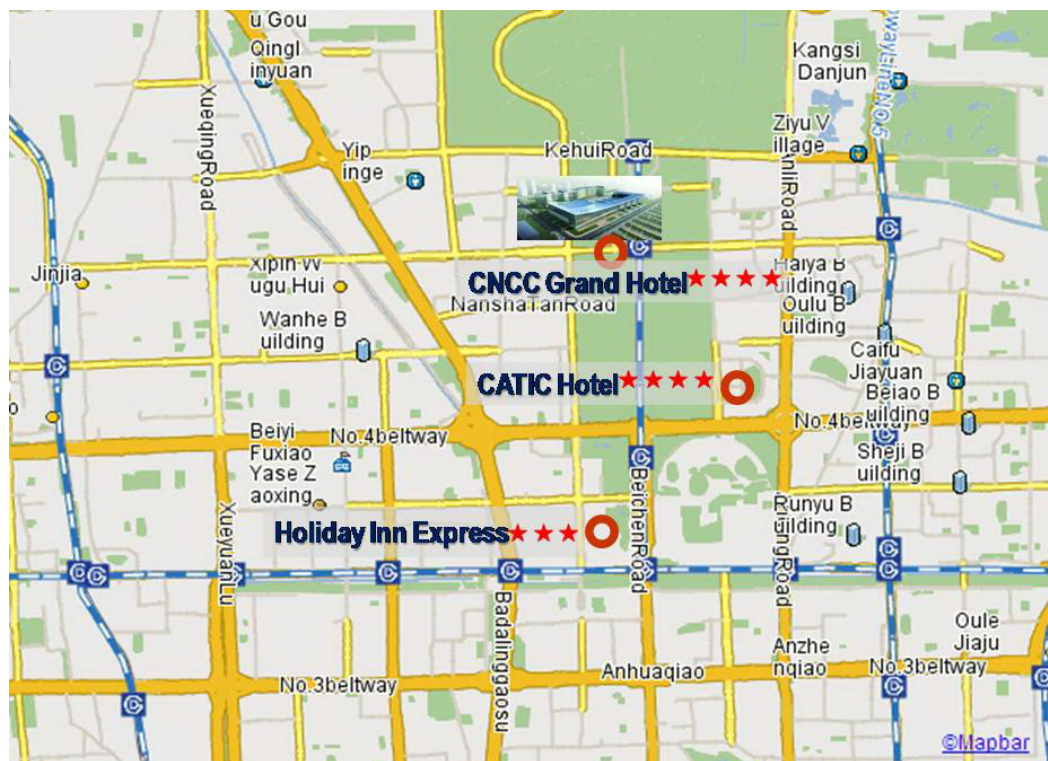 u Gou
Qingl
inyuan
Kangsi
Danjun
owayLineNO.5
XueqingRoad
Yip
inge
KehuiRoad
Ziyu V
illage
AnliRoad
Jinjia
Xipin W
ugu Hui
CNCC Grand Hotel
Haiya B
uilding
NanshaTanRoad
Oulu B
uilding
Wanhe B
uilding
Caifu
Jiayuan
CATIC Hotel
Beiao B
uilding
No.4beltway
No.4beltway
Beiyi
Fuxiao
Yase Z
aoxing
Sheji B
uilding
BeichenRoad
Runyu B
uilding
Holiday Inn Express
XueyuanLu
Badalinggaosu
Oule
Jiaju
Anzhe
nqiao
Anhuaqiao
No.3beltway
No.3beltway
©Mapbar